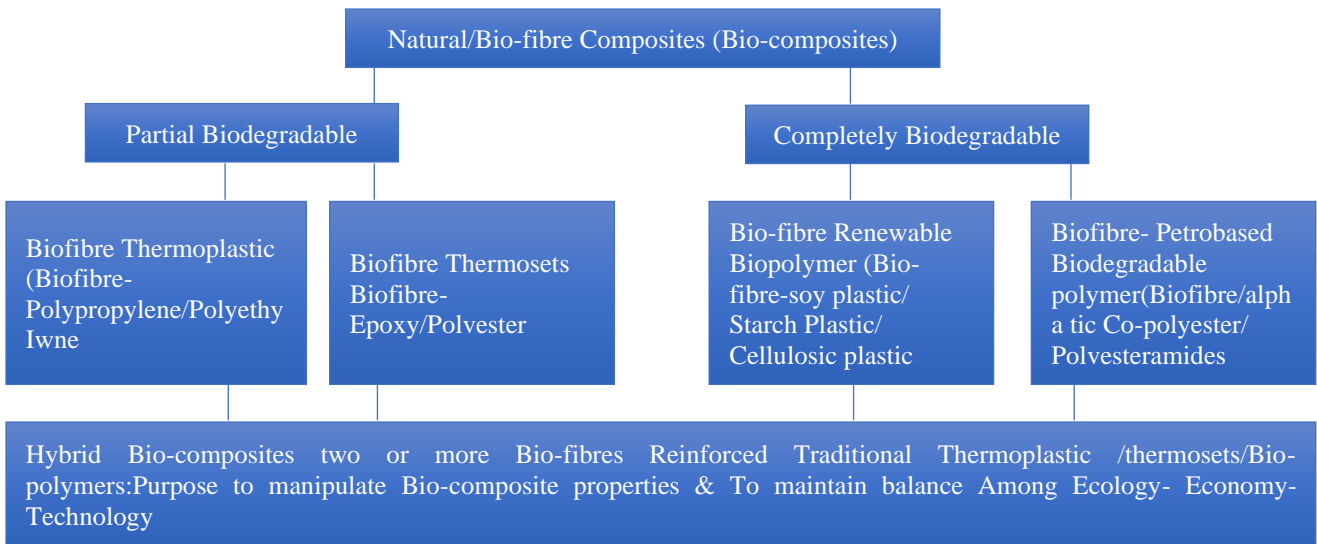 Natural/Bio-fibre Composites (Bio-composites)
Partial Biodegradable
Completely Biodegradable
Biofibre Thermoplastic
(Biofibre-
Polypropylene/Polyethy
Iwne
Biofibre Thermosets
Biofibre-
Epoxy/Polvester
Bio-fibre Renewable
Biopolymer (Bio-
fibre-soy plastic/
Starch Plastic/
Cellulosic plastic
Biofibre- Petrobased
Biodegradable
polymer(Biofibre/alph
a tic Co-polyester/
Polvesteramides
Hybrid Bio-composites two or more Bio-fibres Reinforced Traditional Thermoplastic /thermosets/Bio-
polymers:Purpose to manipulate Bio-composite properties & To maintain balance Among Ecology- Economy-
Technology